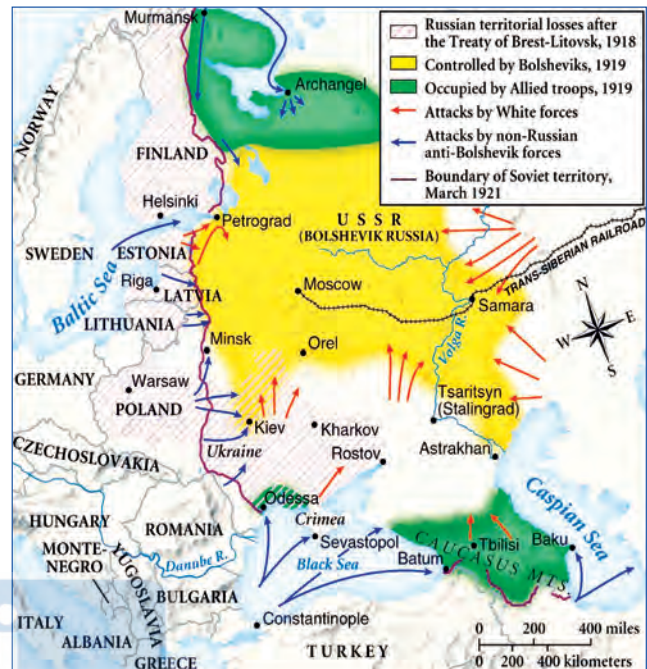 Russian territorial losses after
the Treaty of Brest-Litovsk, 1918
Controlled by Bolsheviks, 1919
Occupied by Allied troops, 1919
Attacks by White forces
Attacks by non-Russian
anti-Bolshevik forces
Boundary of Soviet territory,
March 1921
Murmansk
Archangel
NORWAY
FINLAND
Helsinki
Petrograd
U S S R
(BOLSHEVIK RUSSIA)
SWEDEN
ESTONIA
Baltic Sea
Riga
LATVIA
Moscow
TRANS-SIBERIAN RAILROAD
Samara
Volga R.
N
W
E
S
LITHUANIA
Minsk
Orel
GERMANY
Warsaw
POLAND
Tsaritsyn
(Stalingrad)
Kiev
Kharkov
Ukraine
Rostov
Astrakhan
CZECHOSLOVAKIA
Odessa
Caspian Sea
HUNGARY
ROMANIA
Crimea
Sevastopol
Tbilisi
Baku
MONTE-
NEGRO
YUGOSLAVIA
Danube R.
Black Sea
Batum
CAUCASUS MTS.
BULGARIA
Constantinople
ITALY
ALBANIA
GREECE
TURKEY
0 200 400 miles
0 200 400 kilometers